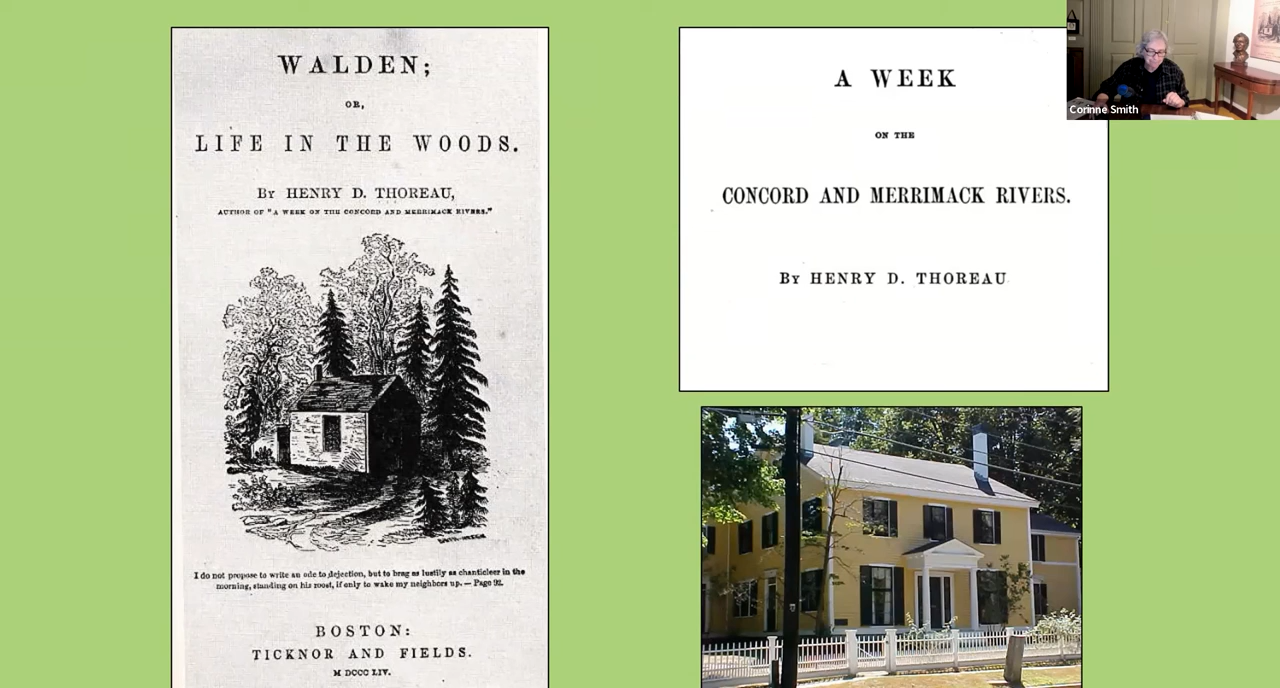 WALDEN;
OR,
LIFE IN THE WOODS.
BY HENRY D. THOREAU,
AUTHOR OF "A WEEK ON THE CONCORD AND MERRIMACK RIVERS."
I do not propose to write an ode to dejection, but to brag as lustily as chanticleer in the
morning, standing on his roost, if only to wake my neighbors up. — Page 92.
BOSTON:
TICKNOR AND FIELDS.
M DCCC LIV.
A WEEK
ON THE
CONCORD AND MERRIMACK RIVERS.
BY HENRY D. THOREAU
Corinne Smith